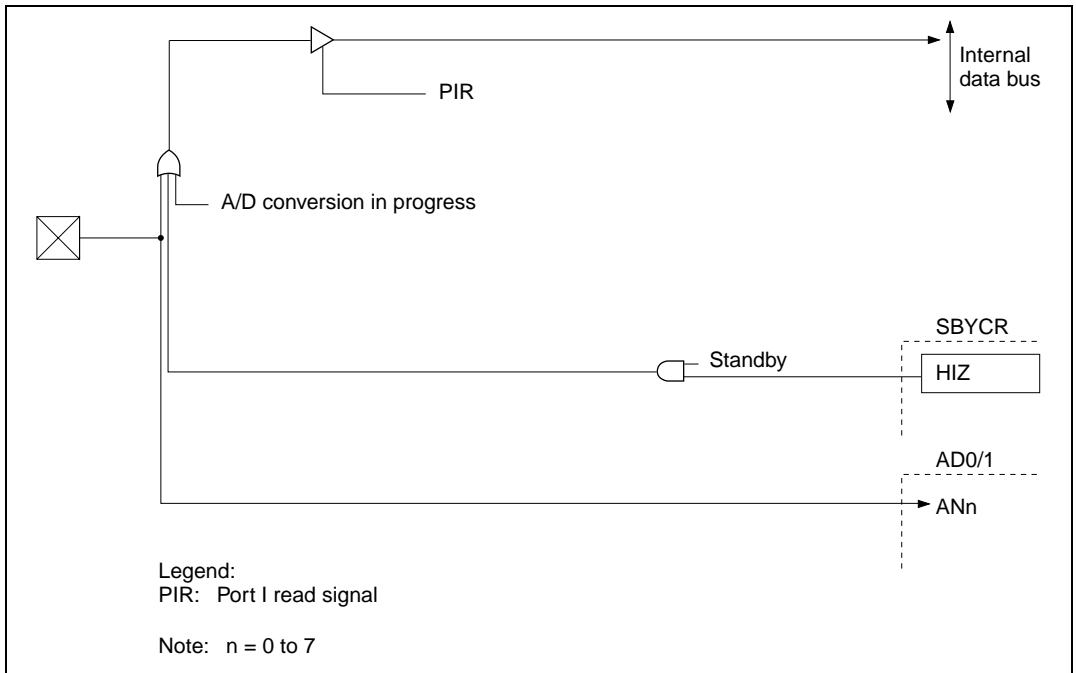 Internal
data bus
PIR
A/D conversion in progress
SBYCR
Standby
HIZ
AD0/1
ANn
Legend:
PIR: Port I read signal
Note: n = 0 to 7